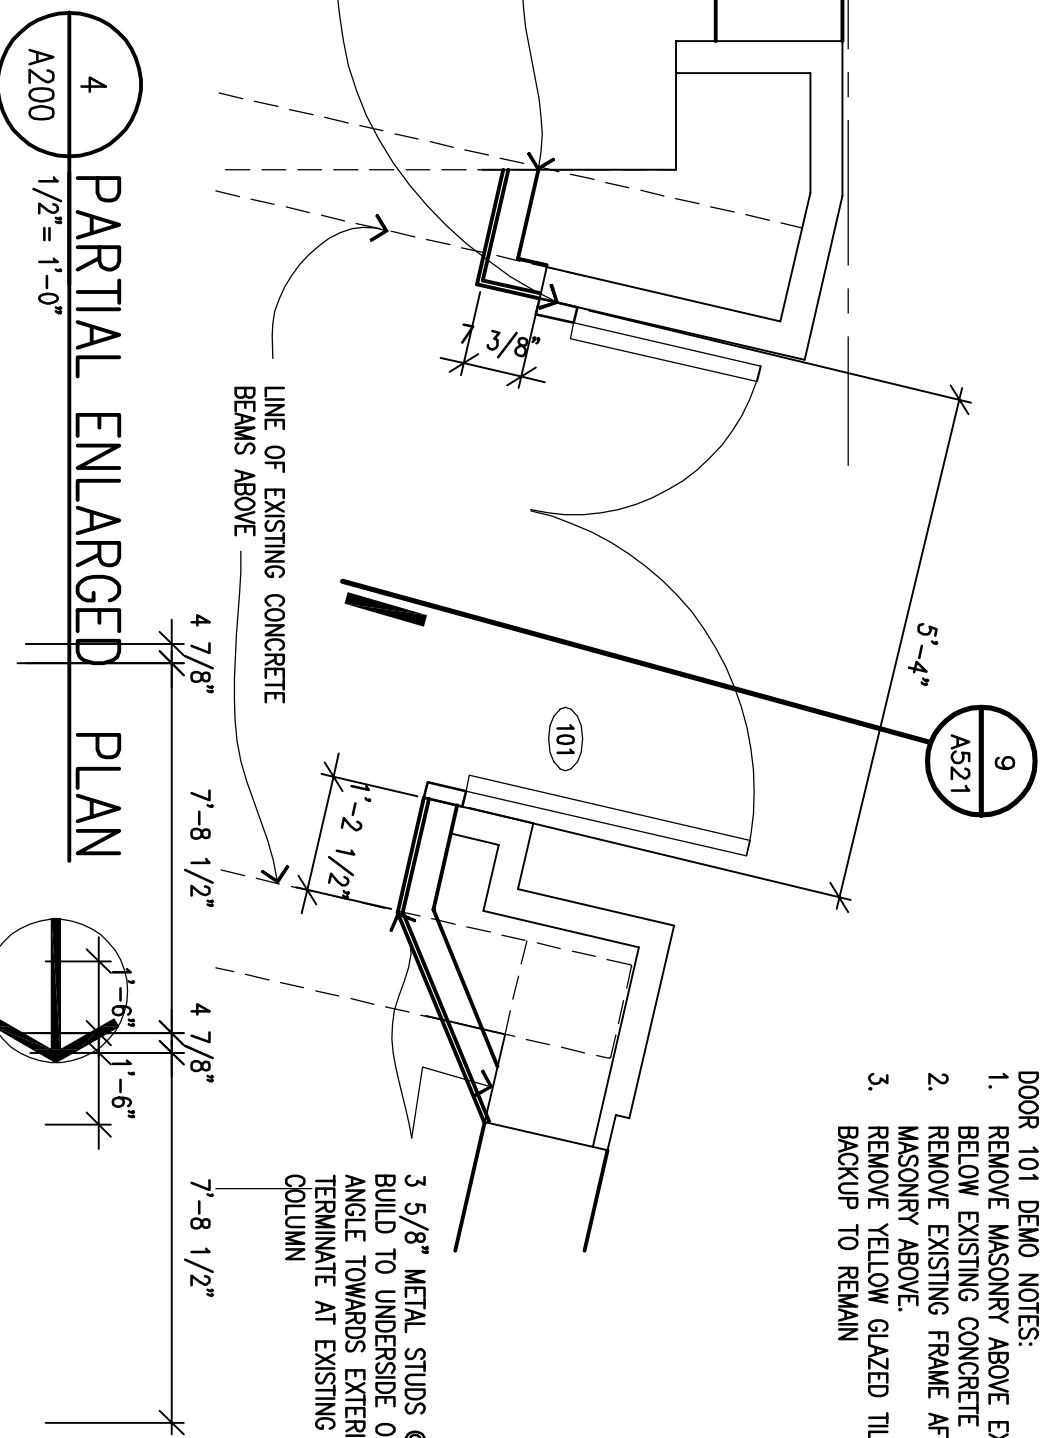 DOOR 101 DEMO NOTES:
1. REMOVE MASONRY ABOVE
BELOW EXISTING CONCRETE
2. REMOVE EXISTING FRAME
MASONRY ABOVE.
3. REMOVE YELLOW GLAZED
BACKUP TO REMAIN
9
A521
5'-4"
101
7 3/8"
1'-2 1/2"
LINE OF EXISTING CONCRETE
BEAMS ABOVE
3 5/8" METAL STUDS @
BUILD TO UNDERSIDE
ANGLE TOWARDS
TERMINATE AT EXISTING
COLUMN
4 7/8"
7'-8 1/2"
4 7/8"
7'-8 1/2"
1'-6"
1'-6"
4
A200
PARTIAL ENLARGED PLAN
1/2"= 1'-0"